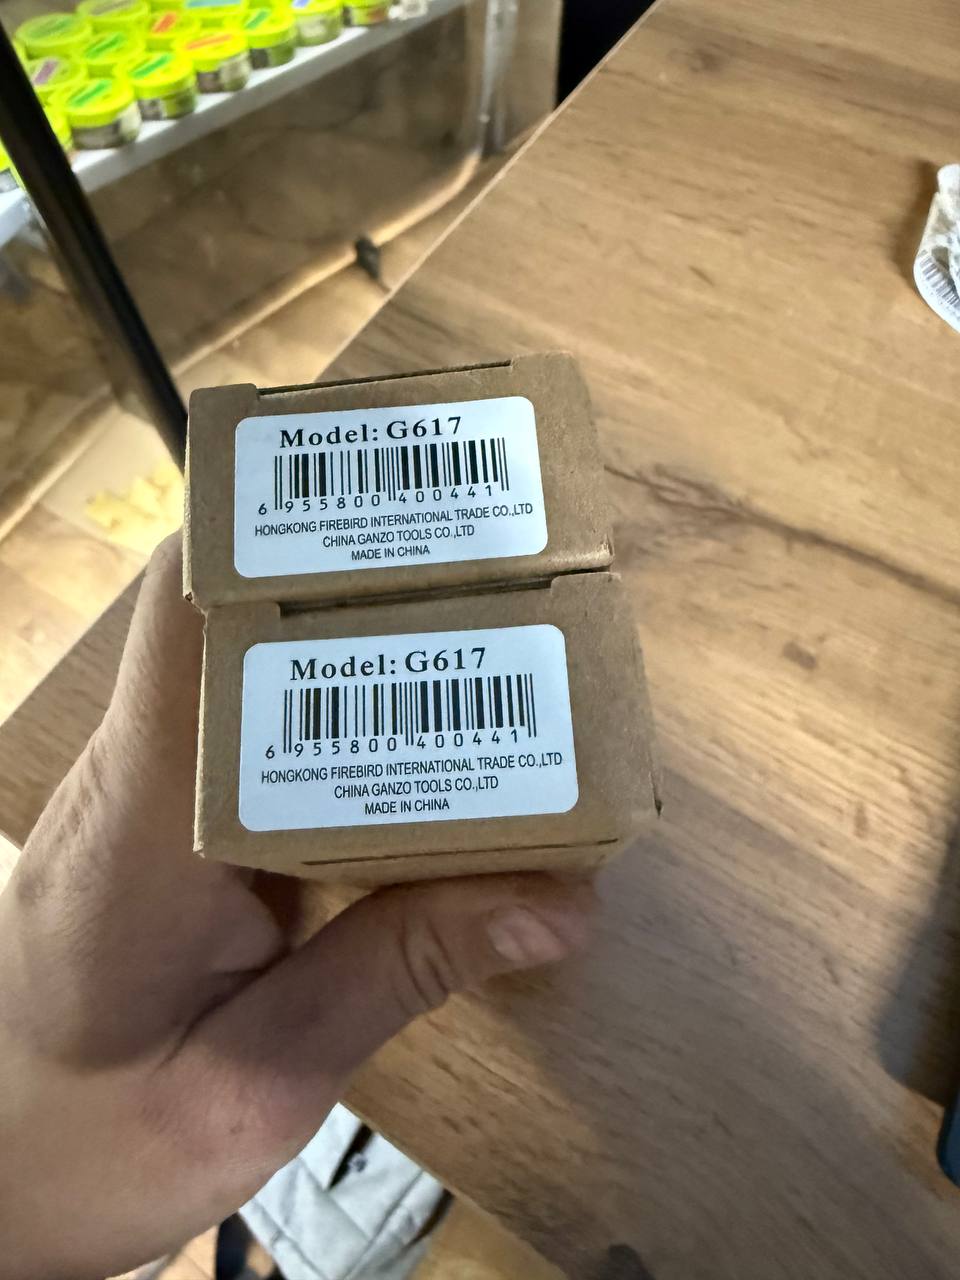 Model: G617
6 955800 400441
HONGKONG FIREBIRD INTERNATIONAL TRADE CO.,LTD
CHINA GANZO TOOLS CO.,LTD
MADE IN CHINA
Model: G617
6 955800 400441
HONGKONG FIREBIRD INTERNATIONAL TRADE CO.,LTD
CHINA GANZO TOOLS CO.,LTD
MADE IN CHINA